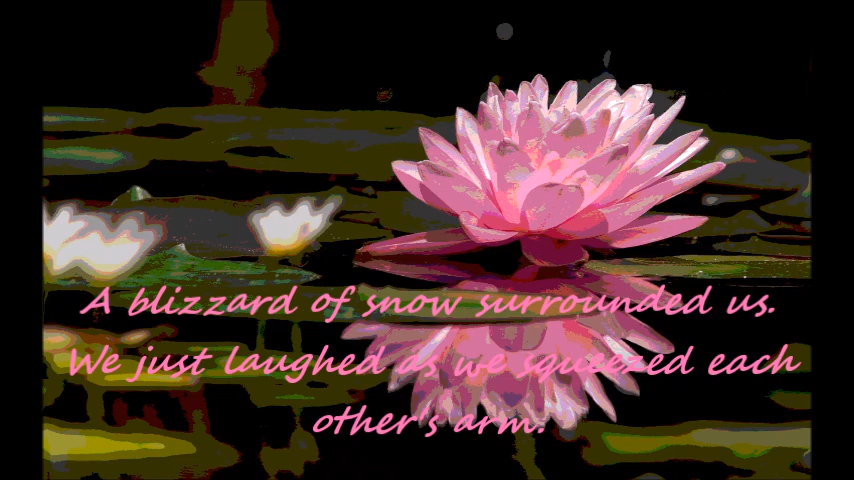 A blizzard of snow surrounded us.
We just laughed as we squeezed each
other's arm.